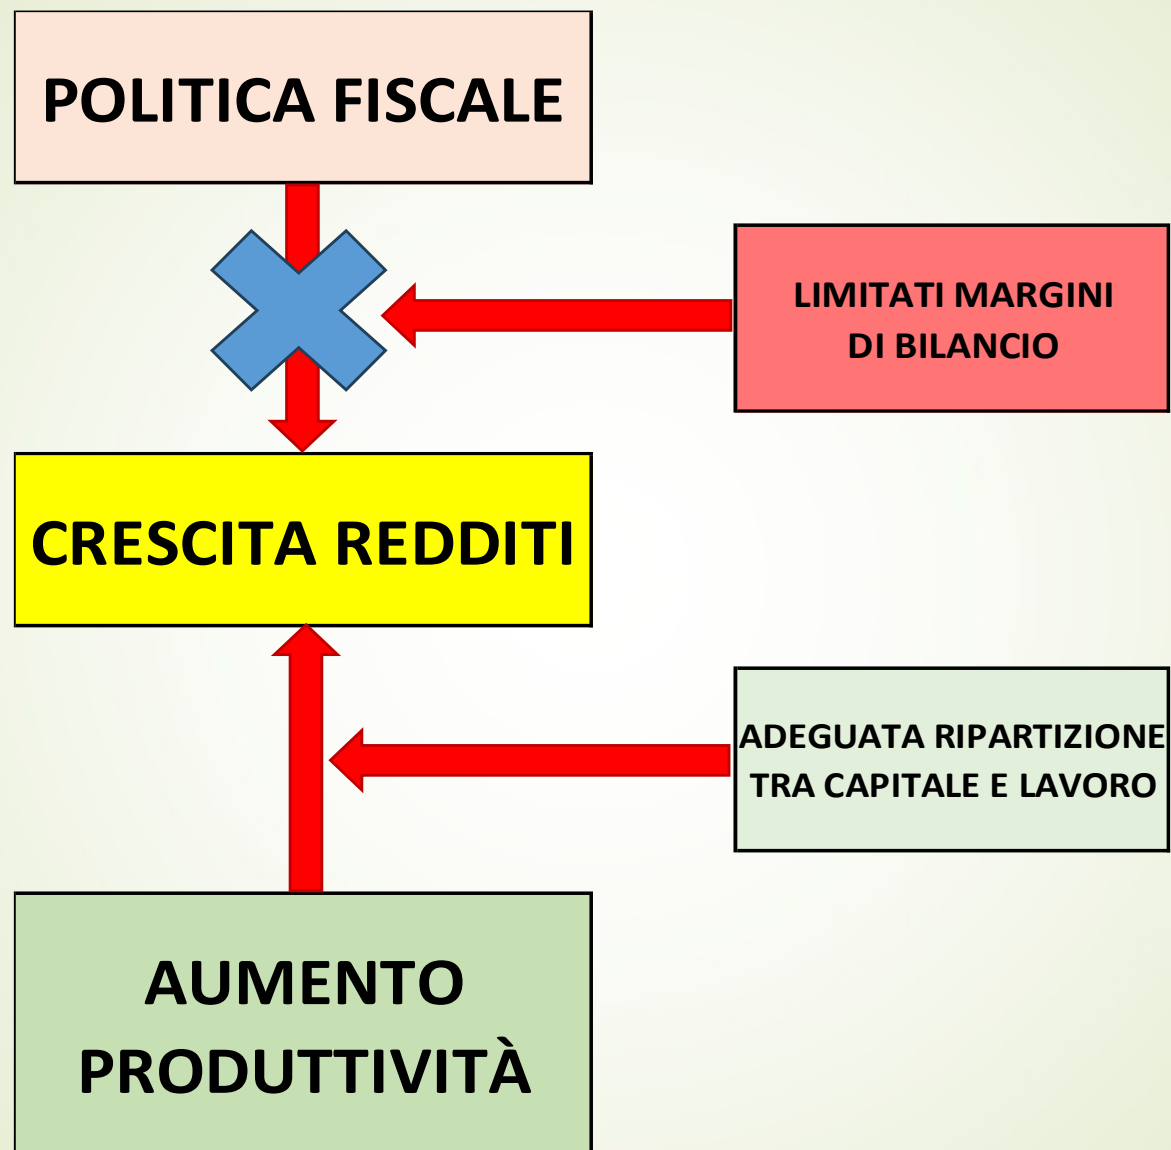 POLITICA FISCALE
LIMITATI MARGINI
DI BILANCIO
CRESCITA REDDITI
ADEGUATA RIPARTIZIONE
TRA CAPITALE E LAVORO
AUMENTO
PRODUTTIVITÀ